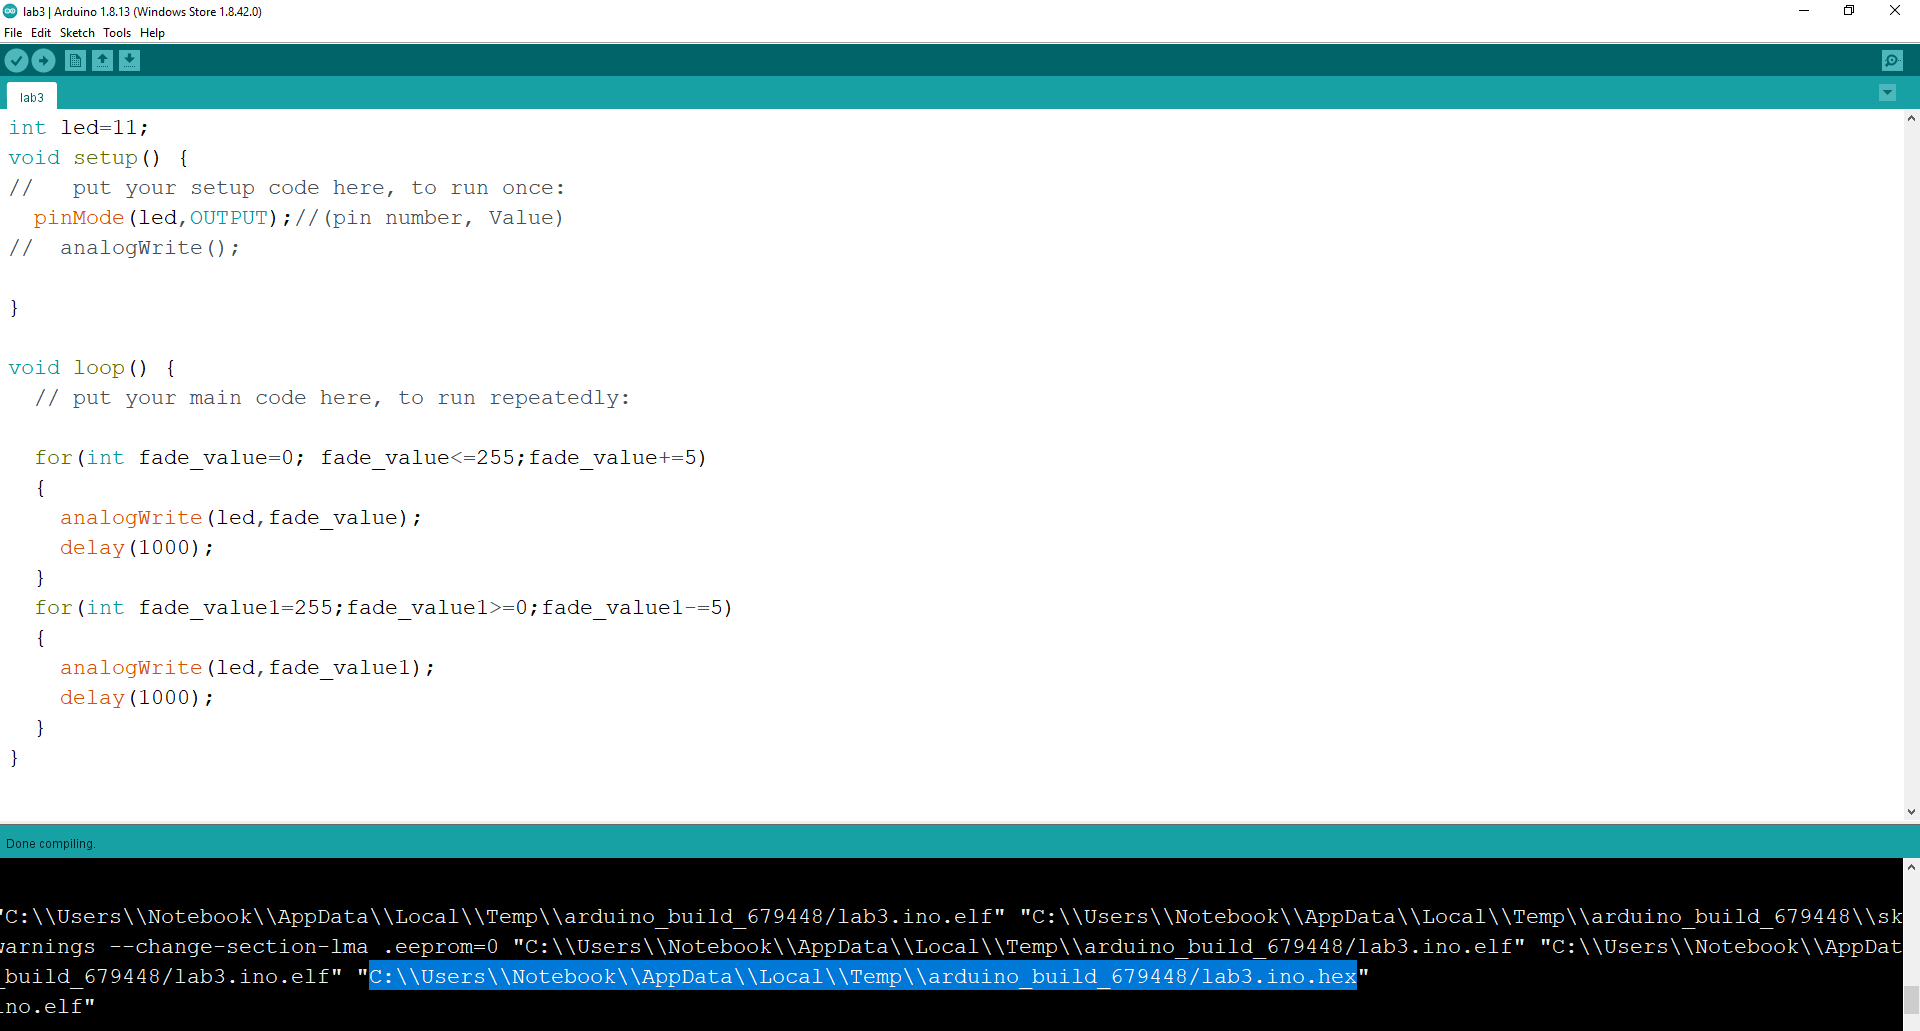 lab3 | Arduino 1.8.13 (Windows Store 1.8.42.0)
File Edit Sketch Tools Help
lab3
int led=11;
void setup() {
//   put your setup code here, to run once:
  pinMode(led,OUTPUT);//(pin number, Value)
//  analogWrite();
}
void loop() {
  // put your main code here, to run repeatedly:
  for(int fade_value=0; fade_value<=255;fade_value+=5)
  {
    analogWrite(led,fade_value);
    delay(1000);
  }
  for(int fade_value1=255;fade_value1>=0;fade_value1-=5)
  {
    analogWrite(led,fade_value1);
    delay(1000);
  }
}
Done compiling.
"C:\\Users\\Notebook\\AppData\\Local\\Temp\\arduino_build_679448/lab3.ino.elf" "C:\\Users\\Notebook\\AppData\\Local\\Temp\\arduino_build_679448\\sk
warnings --change-section-lma .eeprom=0 "C:\\Users\\Notebook\\AppData\\Local\\Temp\\arduino_build_679448/lab3.ino.elf" "C:\\Users\\Notebook\\AppDat
_build_679448/lab3.ino.elf" "C:\\Users\\Notebook\\AppData\\Local\\Temp\\arduino_build_679448/lab3.ino.hex"
ino.elf"